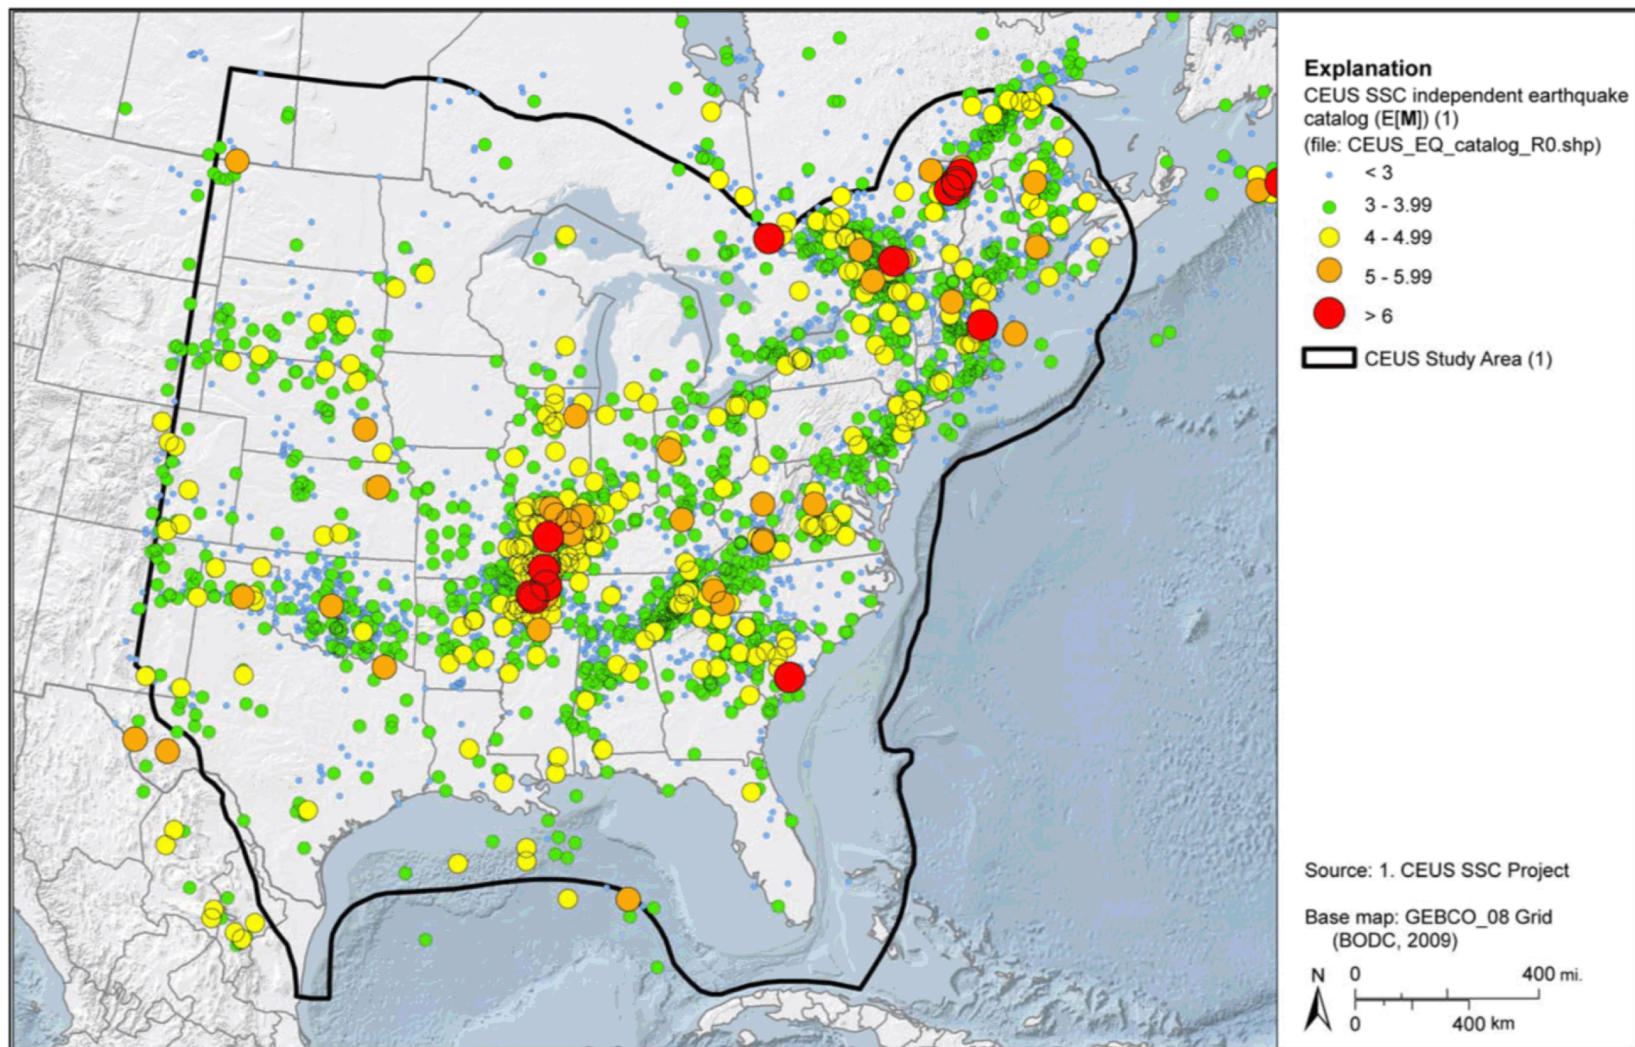 Explanation
CEUS SSC independent earthquake
catalog (E[M]) (1)
(file: CEUS_EQ_catalog_R0.shp)
< 3
3 - 3.99
4 - 4.99
5 - 5.99
> 6
CEUS Study Area (1)
Source: 1. CEUS SSC Project
Base map: GEBCO_08 Grid
(BODC, 2009)
N 0 400 mi.
0 400 km